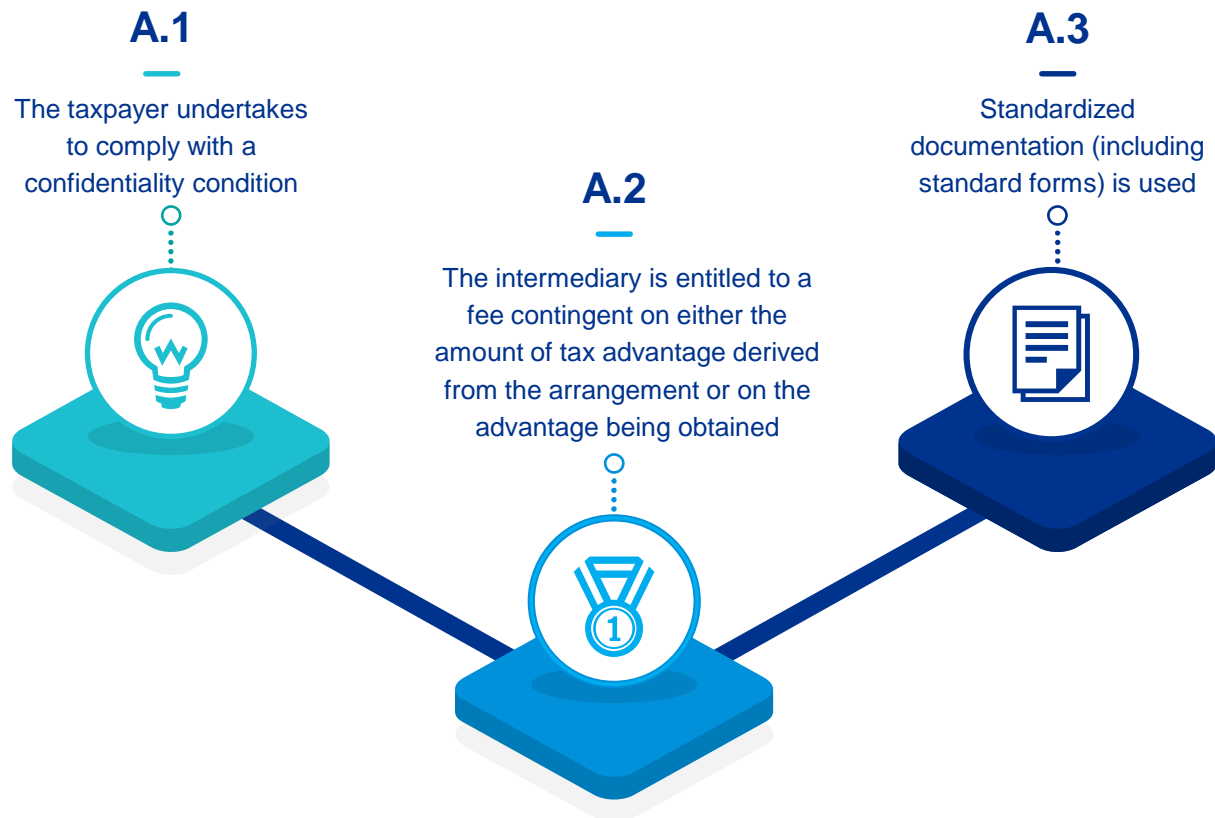 A.1
The taxpayer undertakes
to comply with a
confidentiality condition
A.2
The intermediary is entitled to a
fee contingent on either the
amount of tax advantage derived
from the arrangement or on the
advantage being obtained
1
A.3
Standardized
documentation (including
standard forms) is used